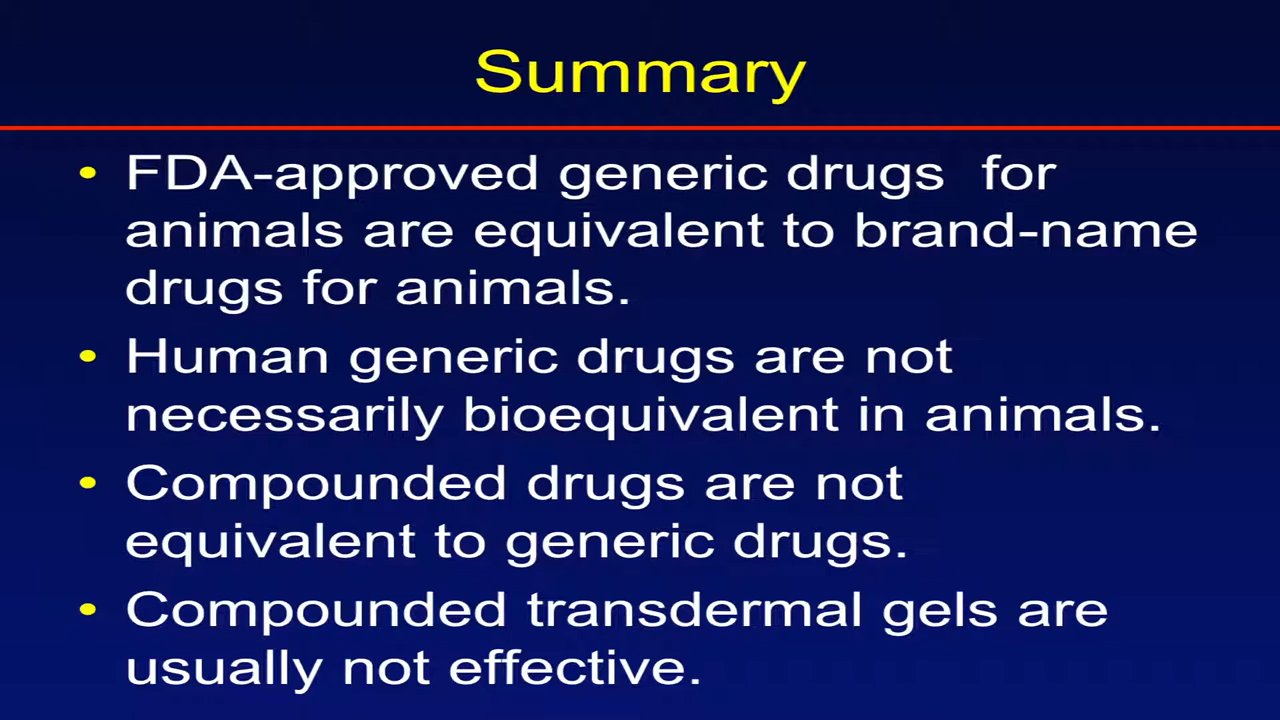 Summary
• FDA-approved generic drugs for
animals are equivalent to brand-name
drugs for animals.
• Human generic drugs are not
necessarily bioequivalent in animals.
• Compounded drugs are not
equivalent to generic drugs.
• Compounded transdermal gels are
usually not effective.